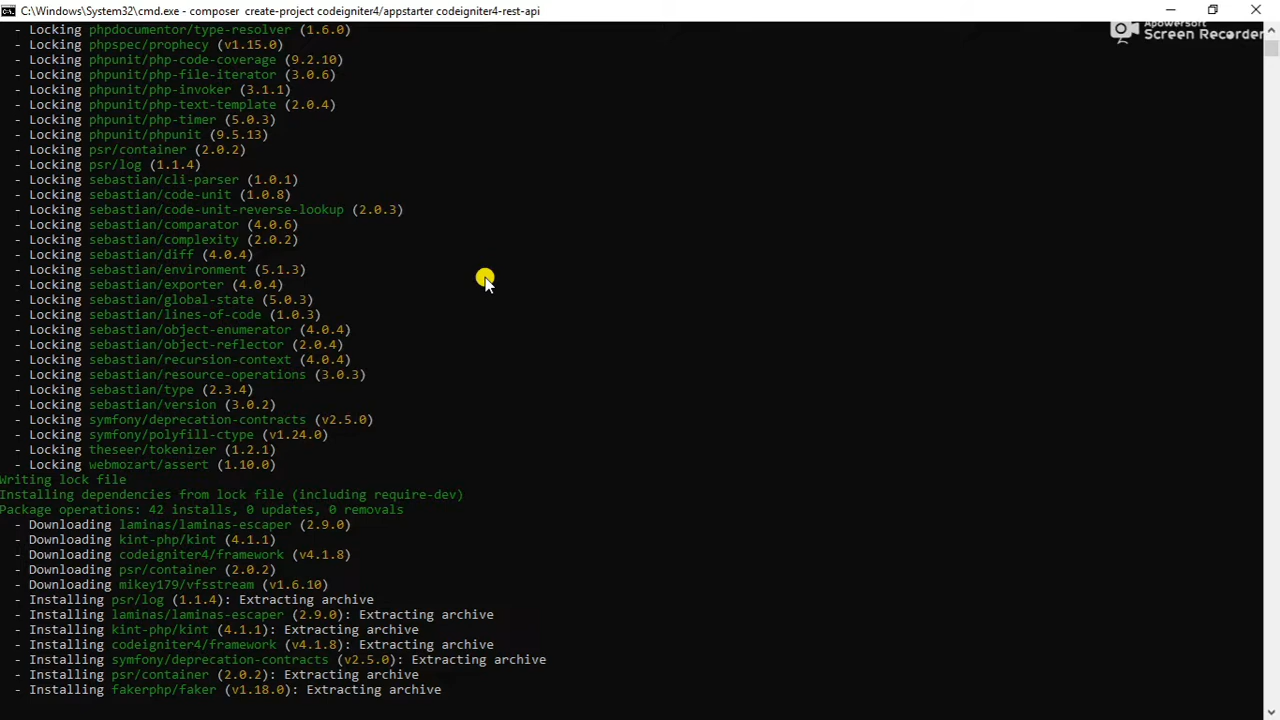 C:\Windows\System32\cmd.exe - composer  create-project codeigniter4/appstarter codeigniter4-rest-api
Apowersoft
Screen Recorder
- Locking phpdocumentor/type-resolver (1.6.0)
- Locking phpspec/prophecy (v1.15.0)
- Locking phpunit/php-code-coverage (9.2.10)
- Locking phpunit/php-file-iterator (3.0.6)
- Locking phpunit/php-invoker (3.1.1)
- Locking phpunit/php-text-template (2.0.4)
- Locking phpunit/php-timer (5.0.3)
- Locking phpunit/phpunit (9.5.13)
- Locking psr/container (2.0.2)
- Locking psr/log (1.1.4)
- Locking sebastian/cli-parser (1.0.1)
- Locking sebastian/code-unit (1.0.8)
- Locking sebastian/code-unit-reverse-lookup (2.0.3)
- Locking sebastian/comparator (4.0.6)
- Locking sebastian/complexity (2.0.2)
- Locking sebastian/diff (4.0.4)
- Locking sebastian/environment (5.1.3)
- Locking sebastian/exporter (4.0.4)
- Locking sebastian/global-state (5.0.3)
- Locking sebastian/lines-of-code (1.0.3)
- Locking sebastian/object-enumerator (4.0.4)
- Locking sebastian/object-reflector (2.0.4)
- Locking sebastian/recursion-context (4.0.4)
- Locking sebastian/resource-operations (3.0.3)
- Locking sebastian/type (2.3.4)
- Locking sebastian/version (3.0.2)
- Locking symfony/deprecation-contracts (v2.5.0)
- Locking symfony/polyfill-ctype (v1.24.0)
- Locking theseer/tokenizer (1.2.1)
- Locking webmozart/assert (1.10.0)
Writing lock file
Installing dependencies from lock file (including require-dev)
Package operations: 42 installs, 0 updates, 0 removals
- Downloading laminas/laminas-escaper (2.9.0)
- Downloading kint-php/kint (4.1.1)
- Downloading codeigniter4/framework (v4.1.8)
- Downloading psr/container (2.0.2)
- Downloading mikey179/vfsstream (v1.6.10)
- Installing psr/log (1.1.4): Extracting archive
- Installing laminas/laminas-escaper (2.9.0): Extracting archive
- Installing kint-php/kint (4.1.1): Extracting archive
- Installing codeigniter4/framework (v4.1.8): Extracting archive
- Installing symfony/deprecation-contracts (v2.5.0): Extracting archive
- Installing psr/container (2.0.2): Extracting archive
- Installing fakerphp/faker (v1.18.0): Extracting archive